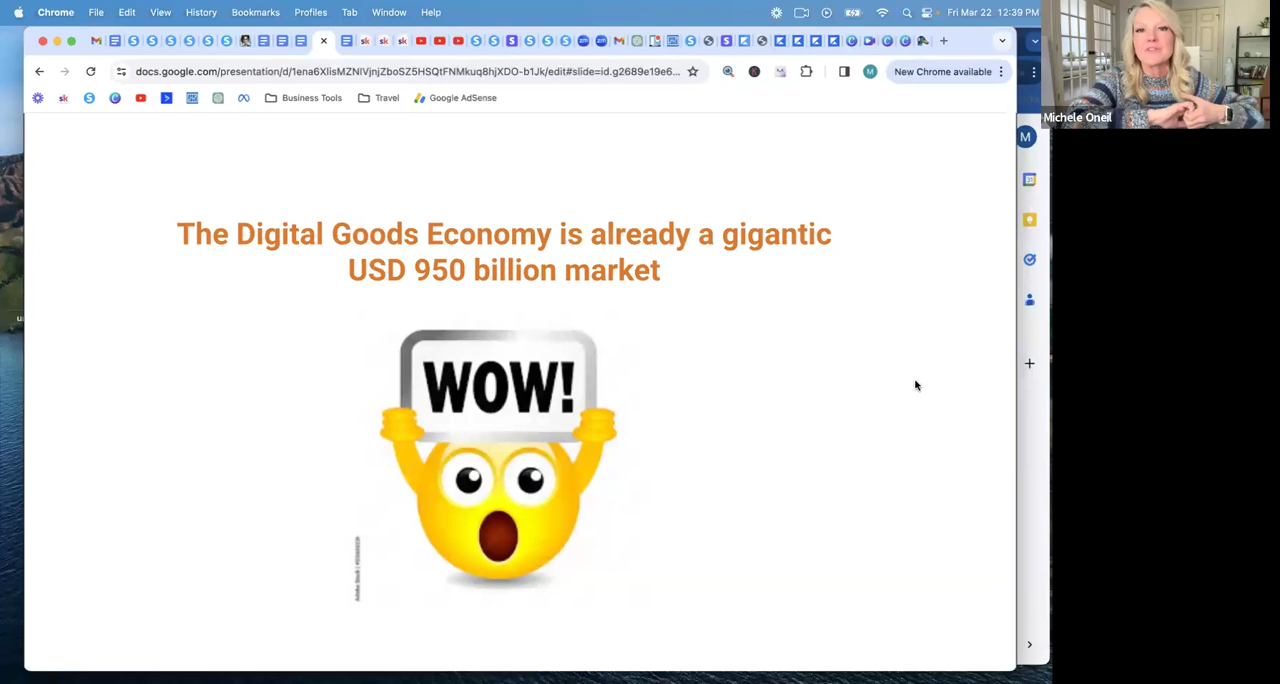 Chrome File Edit View History Bookmarks Profiles Tab Window Help
Fri Mar 22 12:39 PM
docs.google.com/presentation/d/1ena6XlisMZNlVjnjZboSZ5HSQtFNMkuq8hjXDO-b1Jk/edit#slide=id.g2689e19e6...
New Chrome available
M
sk
Business Tools
Travel
Google AdSense
Michele Oneil
M
The Digital Goods Economy is already a gigantic
USD 950 billion market
WOW!